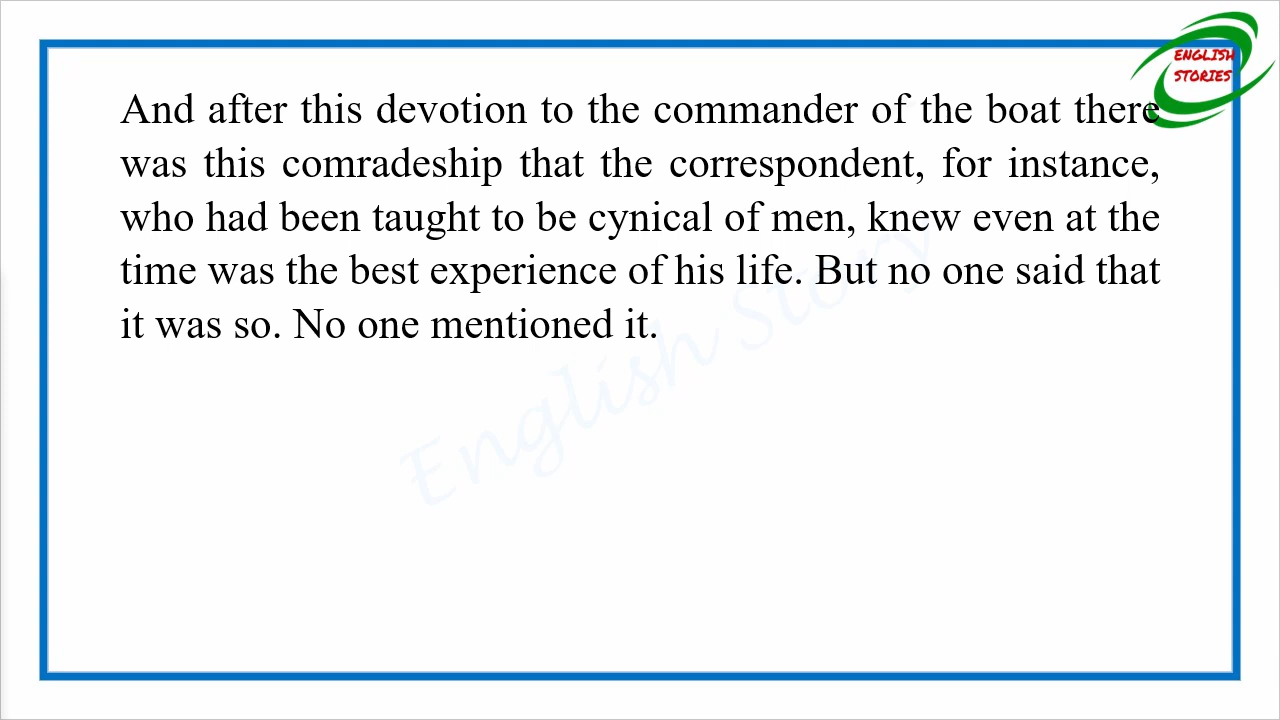 ENGLISH
STORIES
And after this devotion to the commander of the boat there
was this comradeship that the correspondent, for instance,
who had been taught to be cynical of men, knew even at the
time was the best experience of his life. But no one said that
it was so. No one mentioned it.
English Story